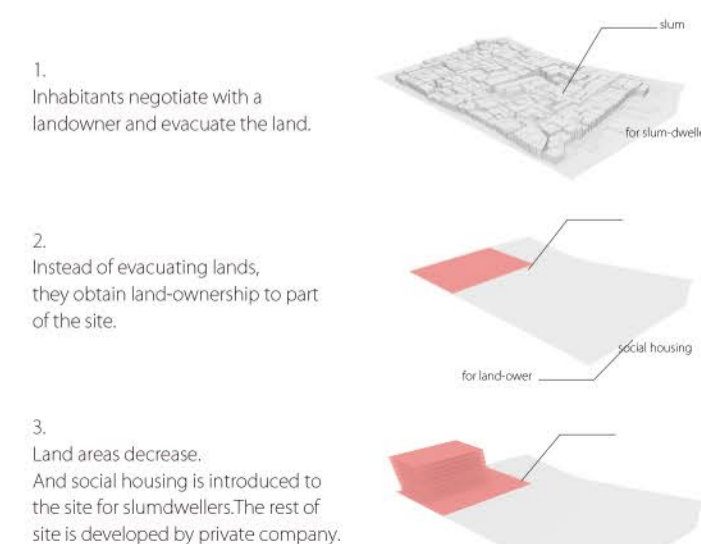 1.
Inhabitants negotiate with a
landowner and evacuate the land.
slum
for slum-dwelle
2.
Instead of evacuating lands,
they obtain land-ownership to part
of the site.
social housing
for land-ower
3.
Land areas decrease.
And social housing is introduced to
the site for slumdwellers.The rest of
site is developed by private company.